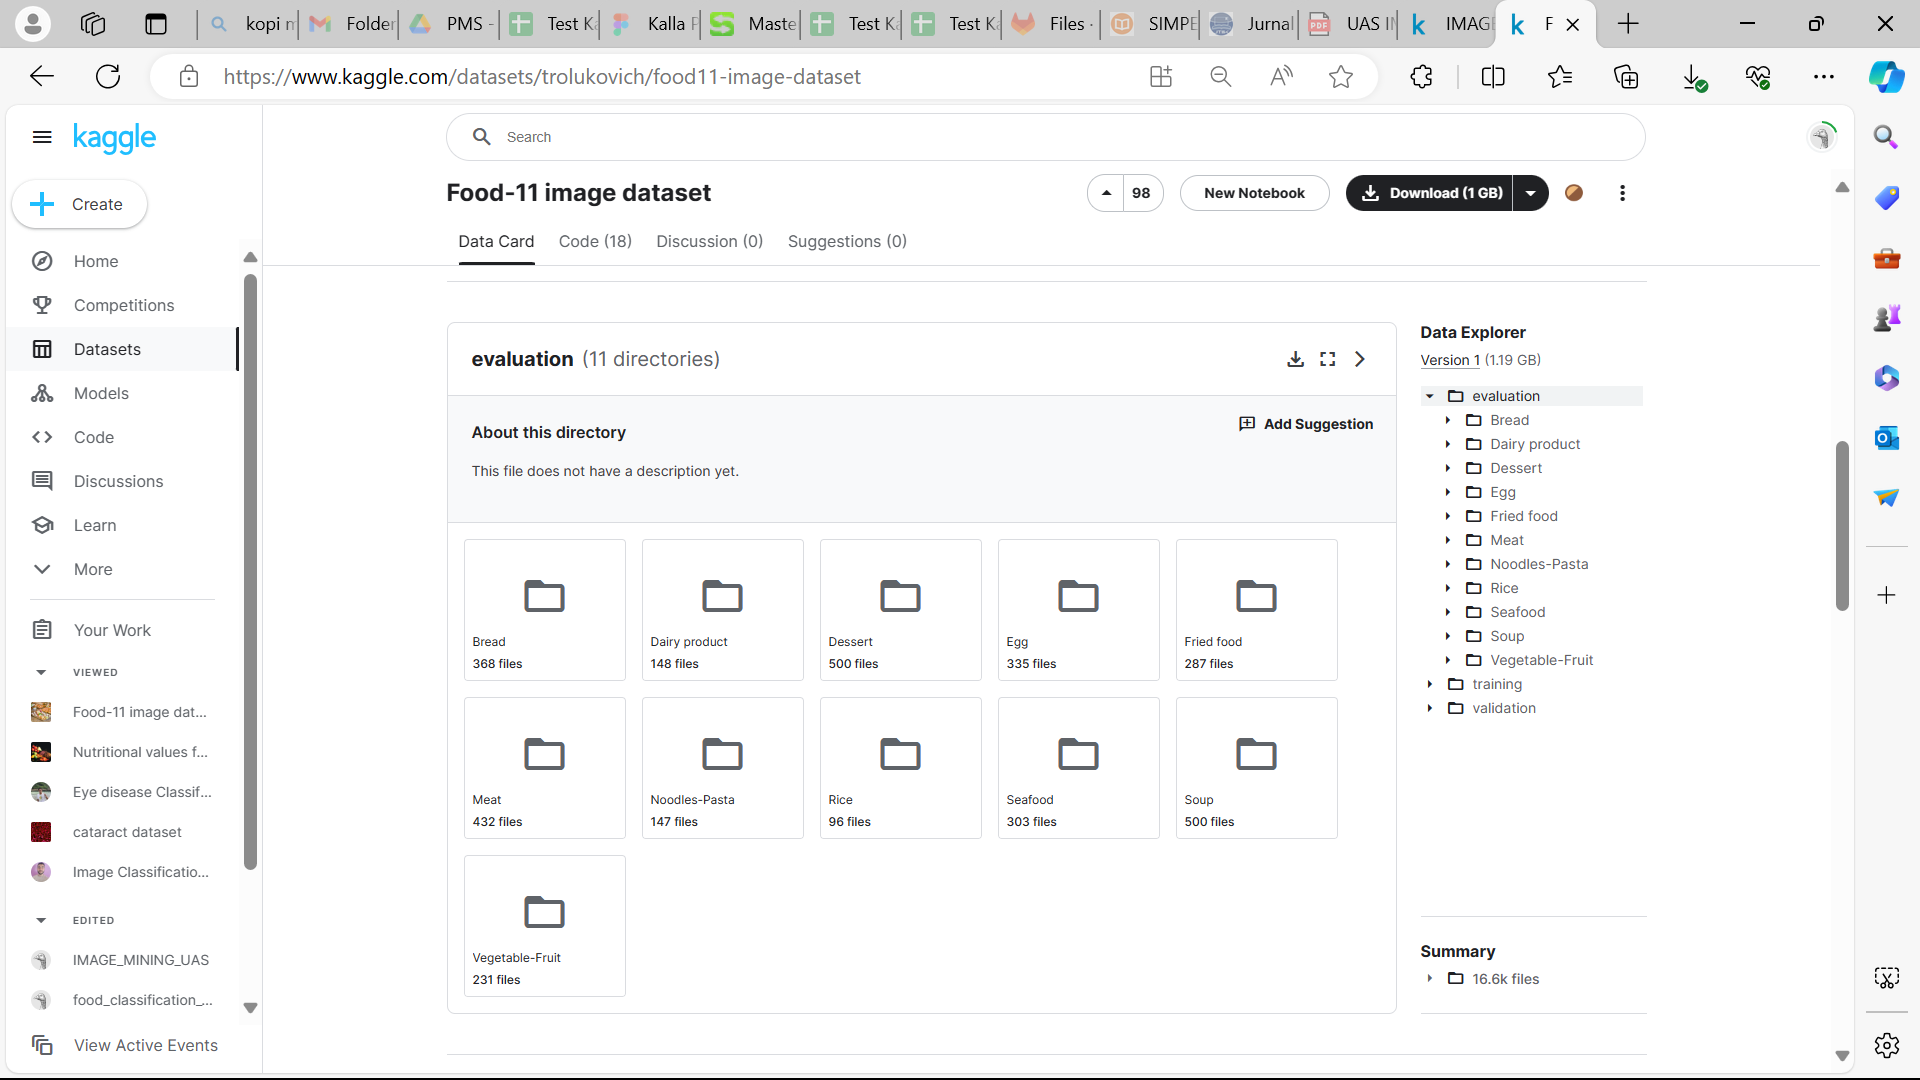 kopi m
Folder
PMS -
Test Ka
Kalla P
Maste
Test Ka
Test Ka
Files ·
SIMPE
Jurnal
UAS IM
IMAGE
F
https://www.kaggle.com/datasets/trolukovich/food11-image-dataset
kaggle
Search
Create
Food-11 image dataset
98
New Notebook
Download (1 GB)
Data Card
Code (18)
Discussion (0)
Suggestions (0)
Home
Competitions
Datasets
Models
Code
Discussions
Learn
More
Your Work
VIEWED
Food-11 image dat...
Nutritional values f...
Eye disease Classif...
cataract dataset
Image Classificatio...
EDITED
IMAGE_MINING_UAS
food_classification_...
View Active Events
evaluation (11 directories)
About this directory
Add Suggestion
This file does not have a description yet.
Bread
368 files
Dairy product
148 files
Dessert
500 files
Egg
335 files
Fried food
287 files
Meat
432 files
Noodles-Pasta
147 files
Rice
96 files
Seafood
303 files
Soup
500 files
Vegetable-Fruit
231 files
Data Explorer
Version 1 (1.19 GB)
evaluation
Bread
Dairy product
Dessert
Egg
Fried food
Meat
Noodles-Pasta
Rice
Seafood
Soup
Vegetable-Fruit
training
validation
Summary
16.6k files